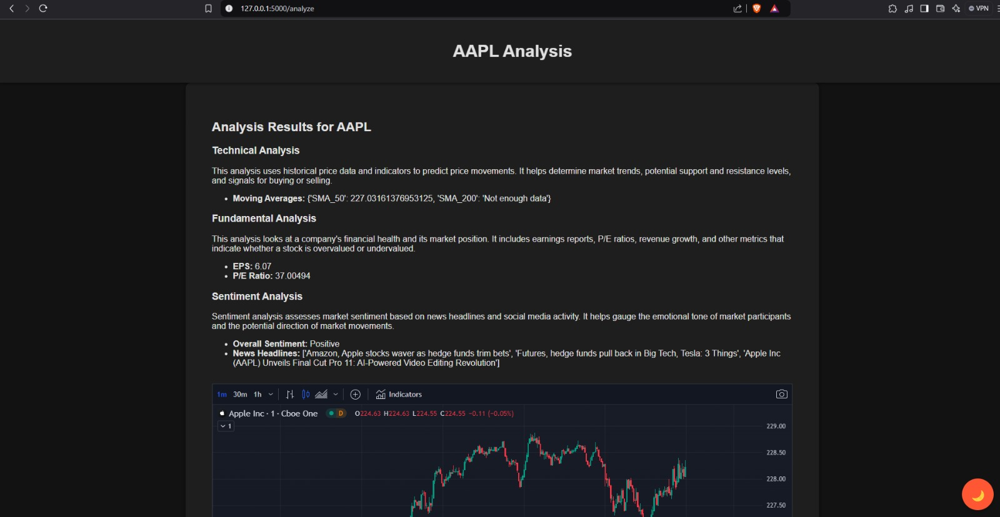 127.0.0.1:5000/analyze
VPN
AAPL Analysis
Analysis Results for AAPL
Technical Analysis
This analysis uses historical price data and indicators to predict price movements. It helps determine market trends, potential support and resistance levels,
and signals for buying or selling.
• Moving Averages: {'SMA_50': 227.03161376953125, 'SMA_200': 'Not enough data'}
Fundamental Analysis
This analysis looks at a company's financial health and its market position. It includes earnings reports, P/E ratios, revenue growth, and other metrics that
indicate whether a stock is overvalued or undervalued.
• EPS: 6.07
• P/E Ratio: 37.00494
Sentiment Analysis
Sentiment analysis assesses market sentiment based on news headlines and social media activity. It helps gauge the emotional tone of market participants
and the potential direction of market movements.
• Overall Sentiment: Positive
• News Headlines: ['Amazon, Apple stocks waver as hedge funds trim bets', 'Futures, hedge funds pull back in Big Tech, Tesla: 3 Things', 'Apple Inc
(AAPL) Unveils Final Cut Pro 11: AI-Powered Video Editing Revolution']
1m 30m 1h Indicators
Apple Inc · 1 · Cboe One D O224.63 H224.63 L224.55 C224.55 −0.11 (−0.05%)
1
229.00
228.50
228.00
227.50